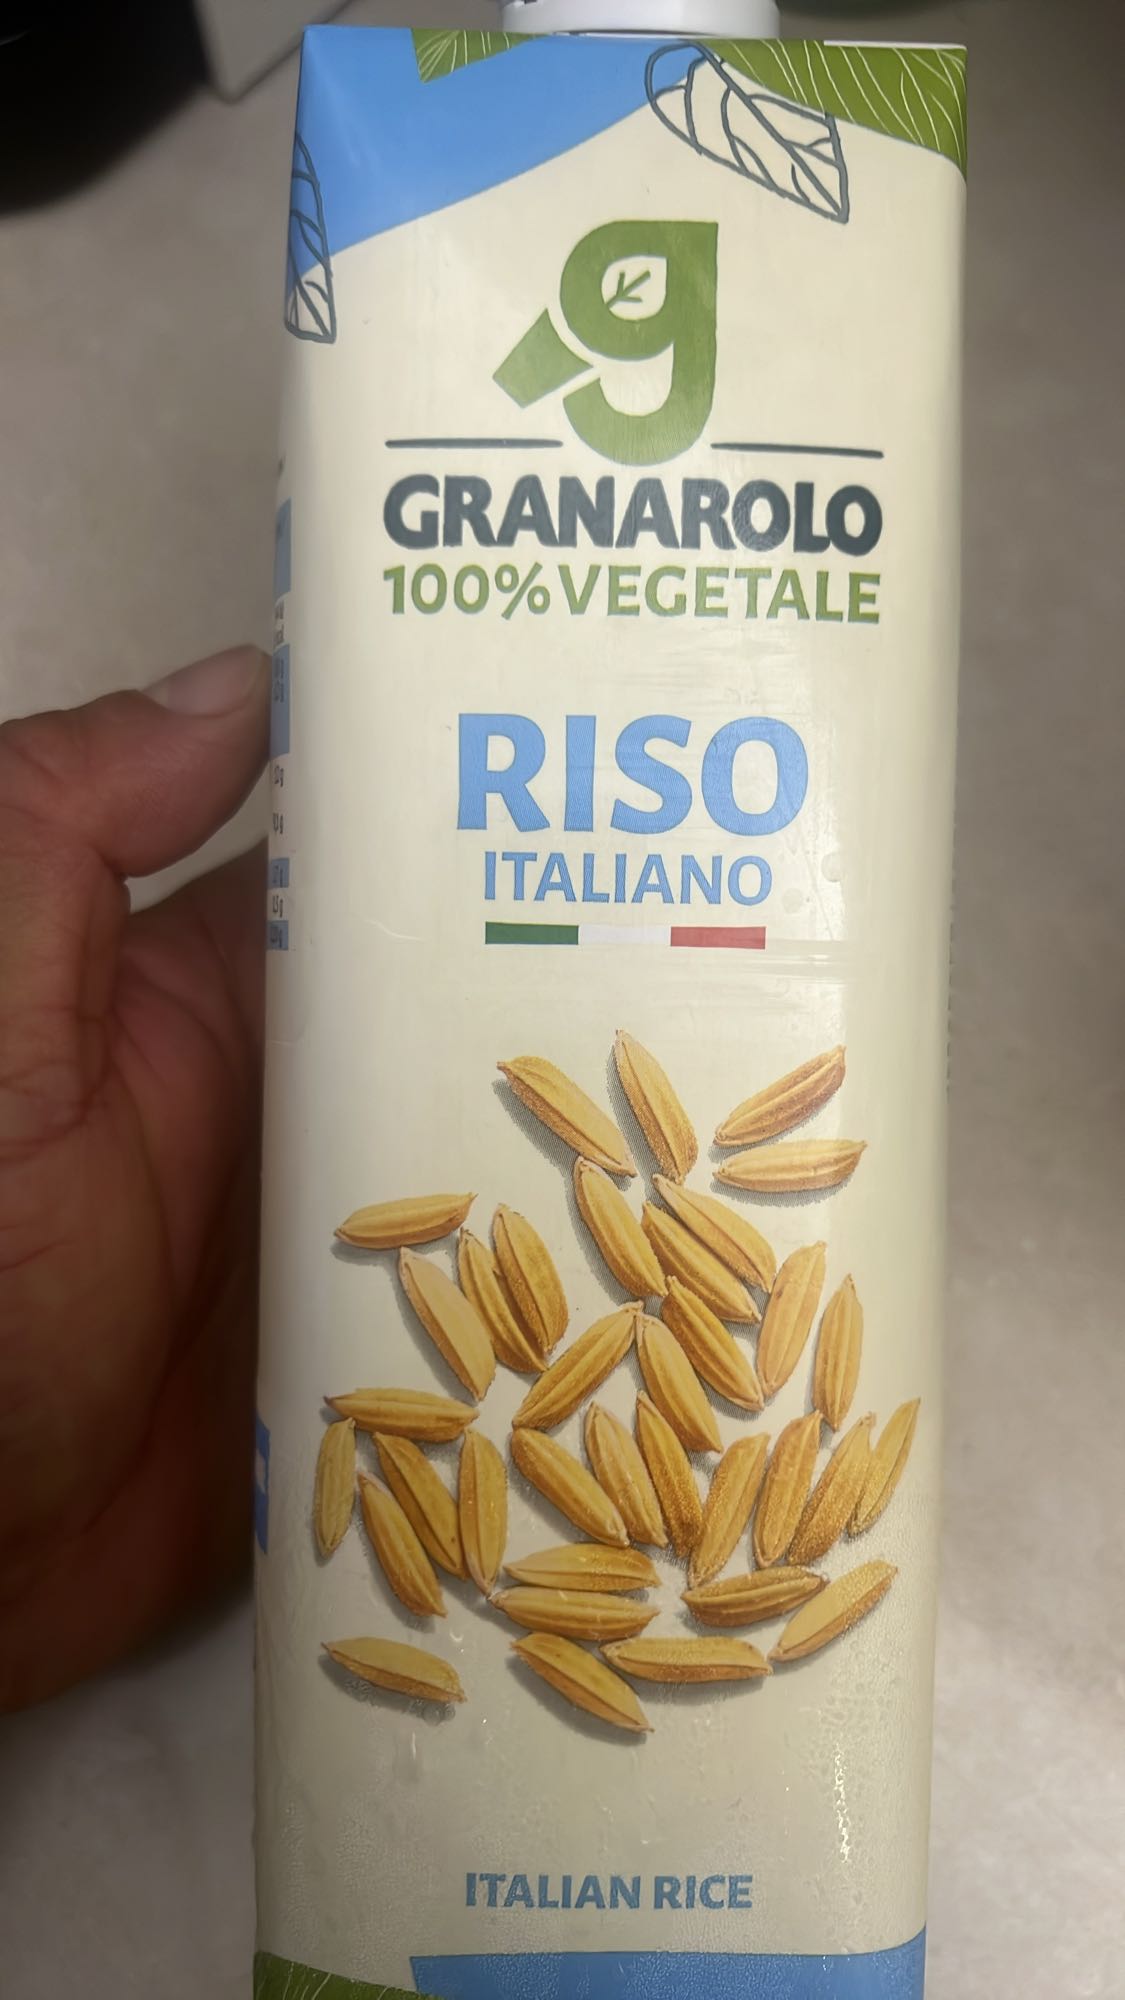 GRANAROLO
100% VEGETALE
RISO
ITALIANO
ITALIAN RICE